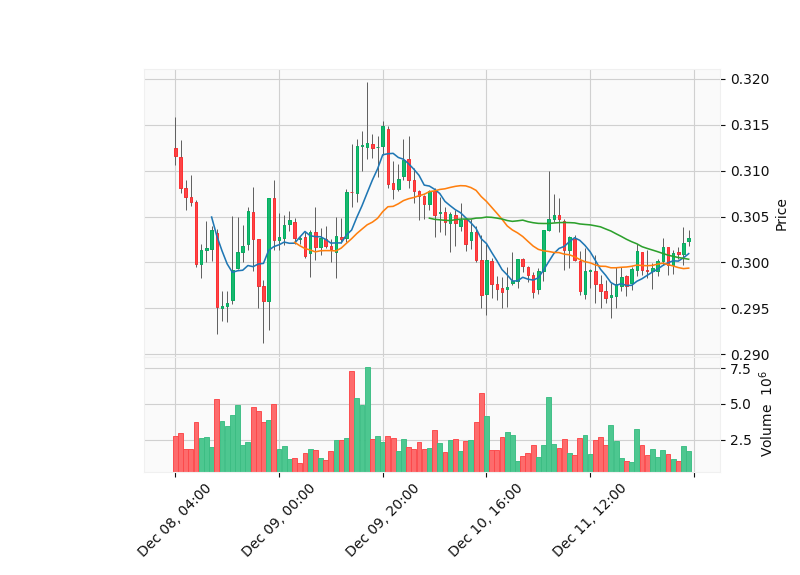 0.320
0.315
0.310
0.305
0.300
0.295
0.290
Price
7.5
5.0
2.5
Volume 10⁶
Dec 08, 04:00
Dec 09, 00:00
Dec 09, 20:00
Dec 10, 16:00
Dec 11, 12:00